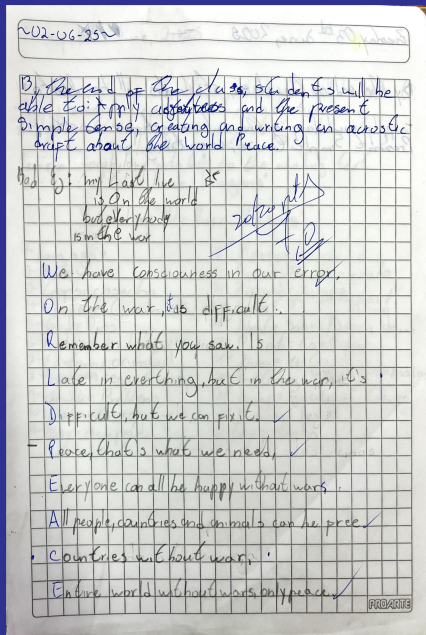 ~02-06-25~
By the end of the class, students will be
able to: Apply and the present
Simple tense, creating and writing an acrostic
draft about the world Peace.
my Last live
is on the world
but everybody
is in the war
We have consciouness in our error.
On the war, it is difficult.
Remember what you saw. Is
Late in everthing, but in the war, it's
Difficult, but we can fix it.
Peace, that's what we need,
Everyone can all be happy without wars.
All people, countries and animals can be free
Countries without war,
Entire world without wars, only peace
PROARTE